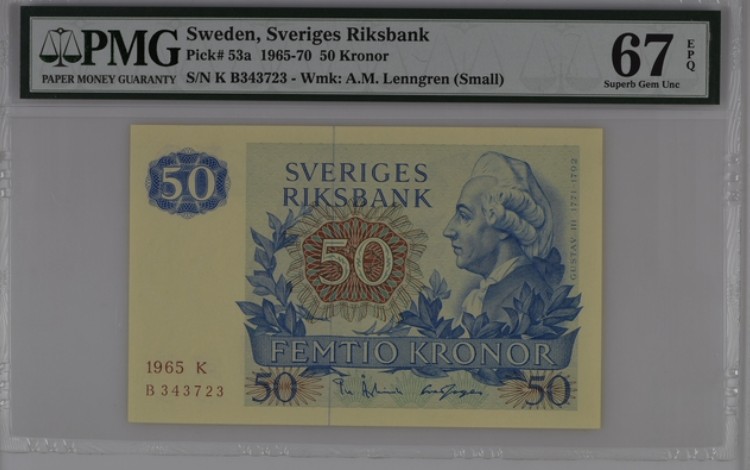 PMG
PAPER MONEY GUARANTY
Sweden, Sveriges Riksbank
Pick# 53a 1965-70 50 Kronor
S/N K B343723 - Wmk: A.M. Lenngren (Small)
67 EPQ
Superb Gem Unc
50
SVERIGES
RIKSBANK
50
GUSTAV III 1771-1792
FEMTIO KRONOR
1965 K
B 343723
50
50